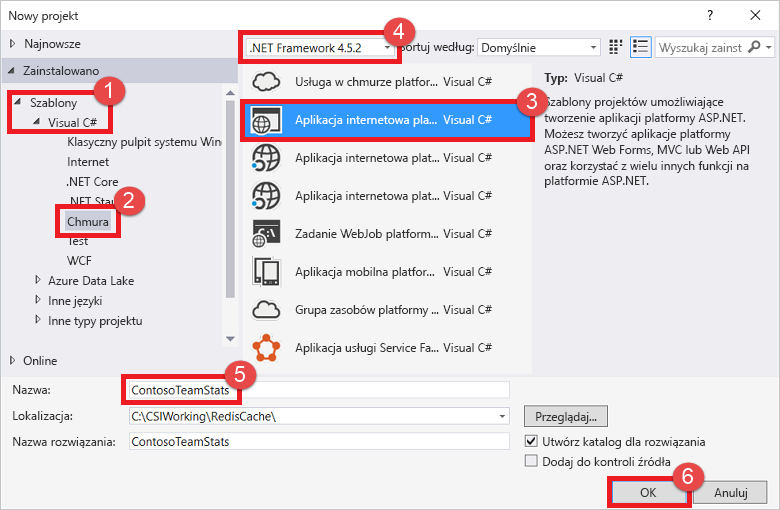 Nowy projekt
? ×
Najnowsze
.NET Framework 4.5.2
4
Sortuj według:
Domyślnie
Wyszukaj zainst
Zainstalowano
1
Szablony
Visual C#
Klasyczny pulpit systemu Wind
Internet
.NET Core
.NET Stan
2
Chmura
Test
WCF
Azure Data Lake
Inne języki
Inne typy projektu
Online
Usługa w chmurze platfor... Visual C#
3
Aplikacja internetowa pla... Visual C#
Aplikacja internetowa plat... Visual C#
Aplikacja internetowa plat... Visual C#
Zadanie WebJob platform... Visual C#
Aplikacja mobilna platfor... Visual C#
Grupa zasobów platformy ... Visual C#
Aplikacja usługi Service Fa... Visual C#
Typ: Visual C#
Szablony projektów umożliwiające
tworzenie aplikacji platformy ASP.NET.
Możesz tworzyć aplikacje platformy
ASP.NET Web Forms, MVC lub Web API
oraz korzystać z wielu innych funkcji na
platformie ASP.NET.
5
Nazwa: ContosoTeamStats
Lokalizacja: C:\CSIWorking\RedisCache\
Przeglądaj...
Nazwa rozwiązania: ContosoTeamStats
Utwórz katalog dla rozwiązania
Dodaj do kontroli źródła
6
OK
Anuluj